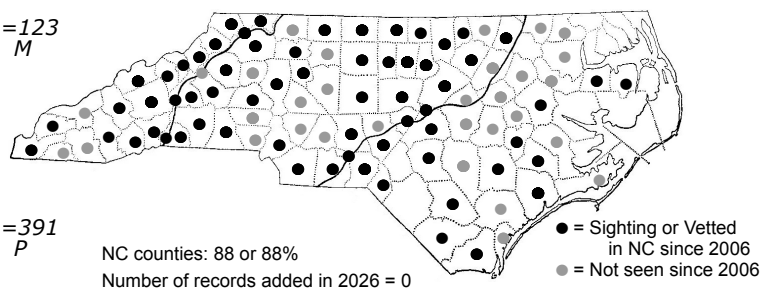 =123
M
=391
P
NC counties: 88 or 88%
Number of records added in 2026 = 0
= Sighting or Vetted
in NC since 2006
= Not seen since 2006